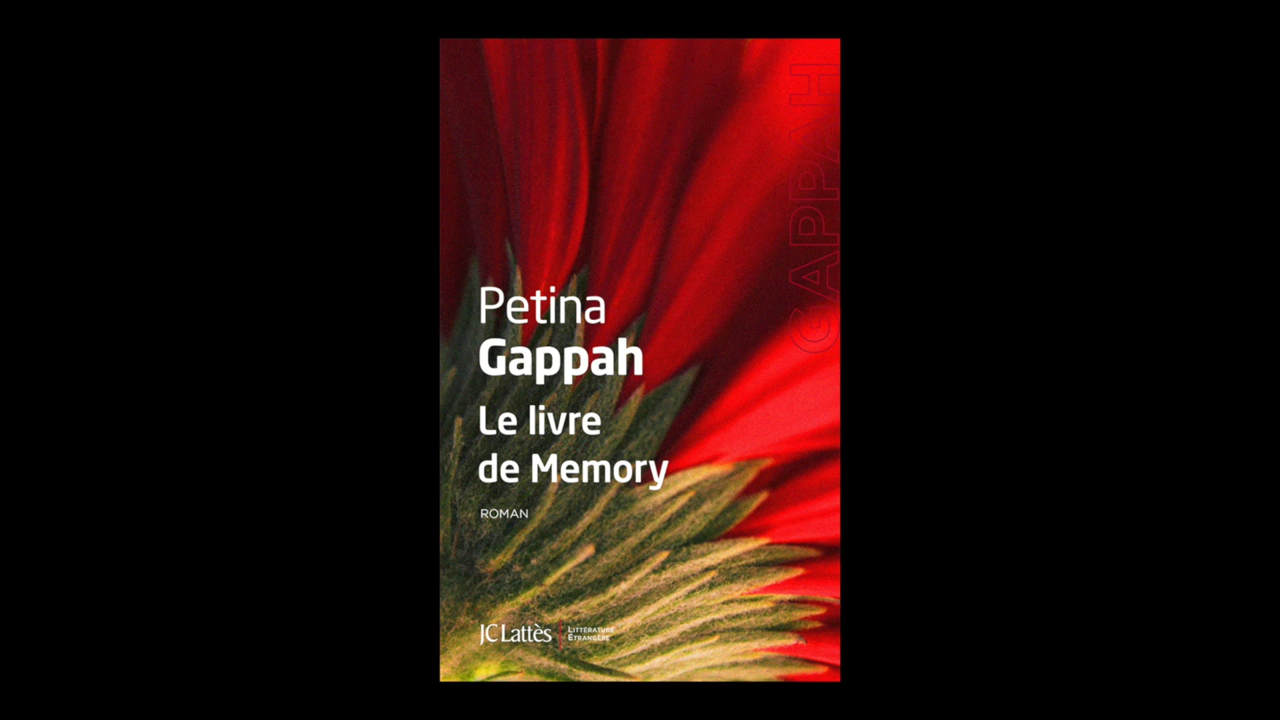 GAPPAH
Petina
Gappah
Le livre
de Memory
ROMAN
JC Lattès
LITTÉRATURE
ÉTRANGÈRE